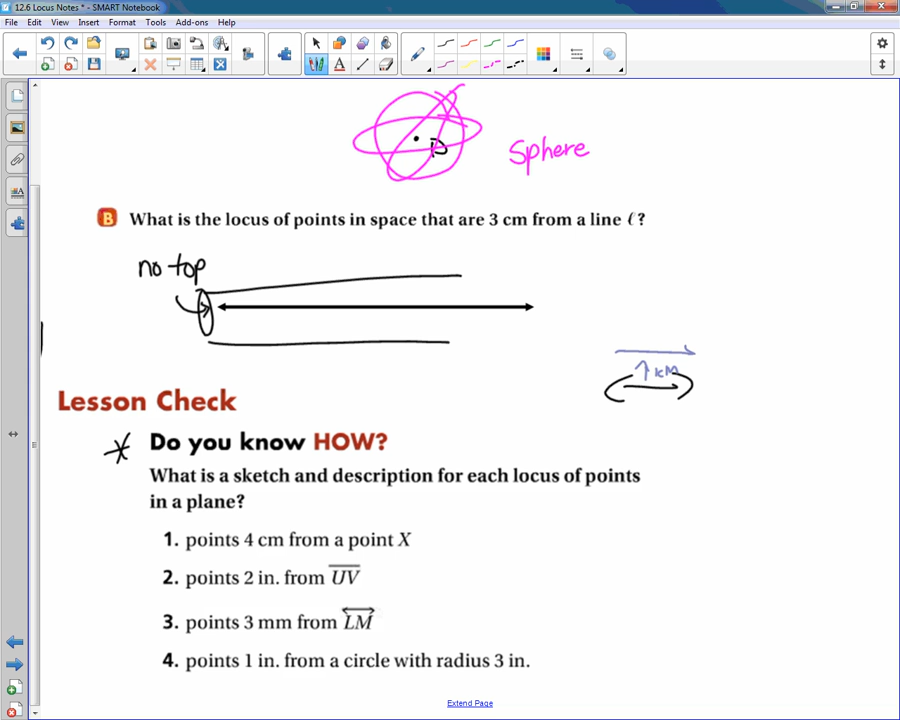 12.6 Locus Notes * - SMART Notebook
File Edit View Insert Format Tools Add-ons Help
Sphere
B What is the locus of points in space that are 3 cm from a line ℓ?
no top
Lesson Check
Do you know HOW?
What is a sketch and description for each locus of points
in a plane?
1. points 4 cm from a point X
2. points 2 in. from UV
3. points 3 mm from LM
4. points 1 in. from a circle with radius 3 in.
Extend Page